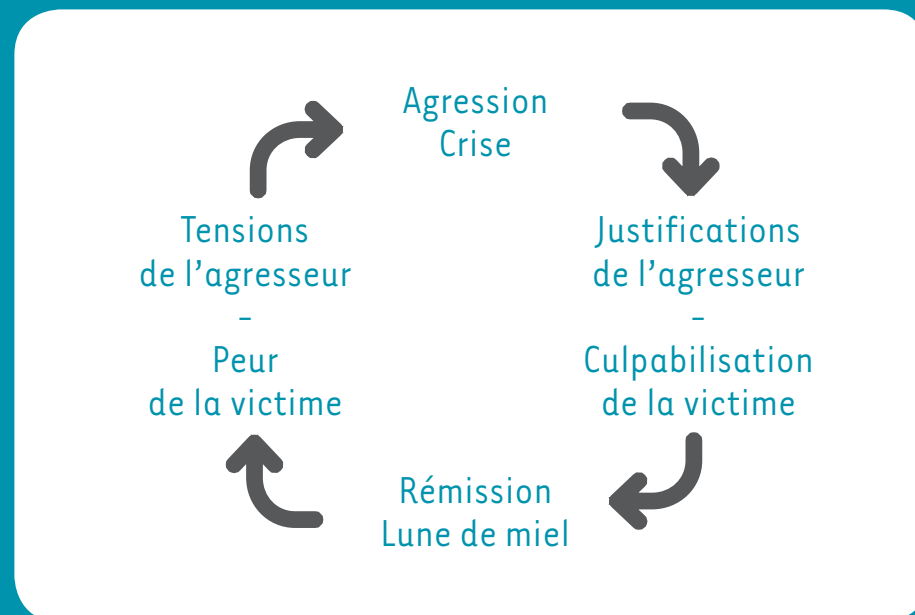 Agression
Crise
Justifications
de l'agresseur
–
Culpabilisation
de la victime
Rémission
Lune de miel
Tensions
de l'agresseur
–
Peur
de la victime